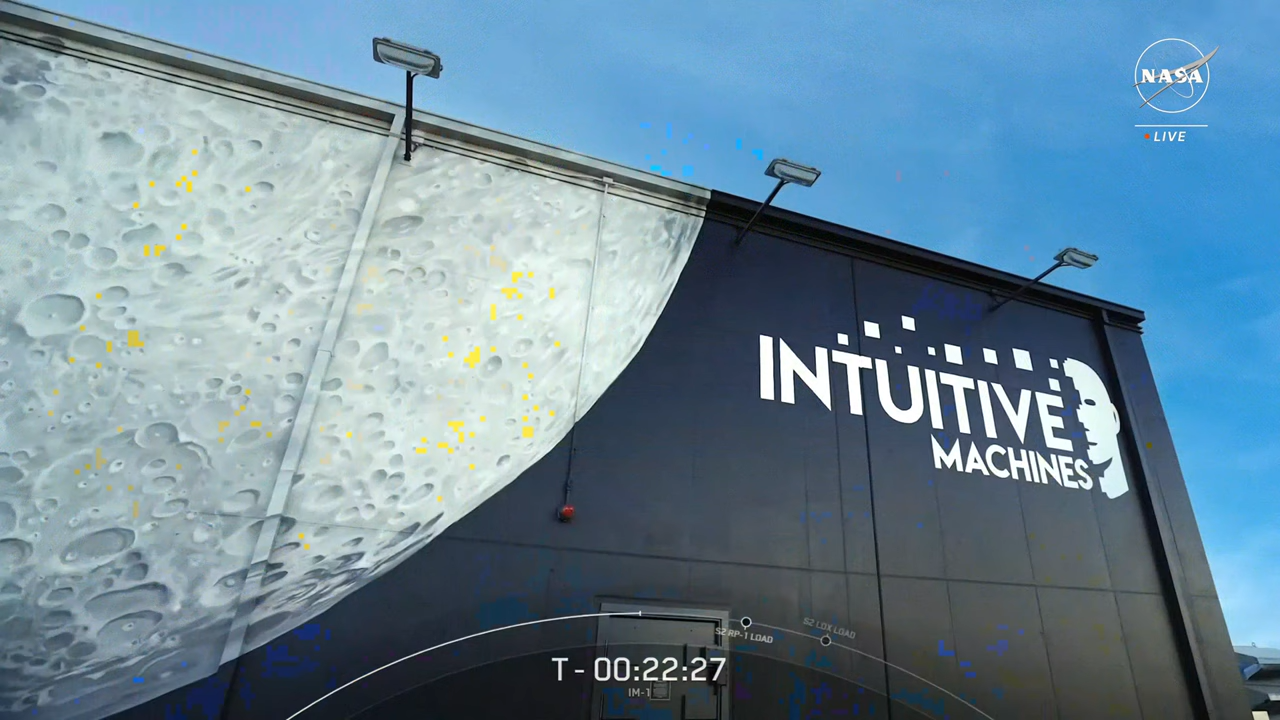 NASA
LIVE
INTUITIVE
MACHINES
S2 RP-1 LOAD
S2 LOX LOAD
T - 00:22:27
IM-1